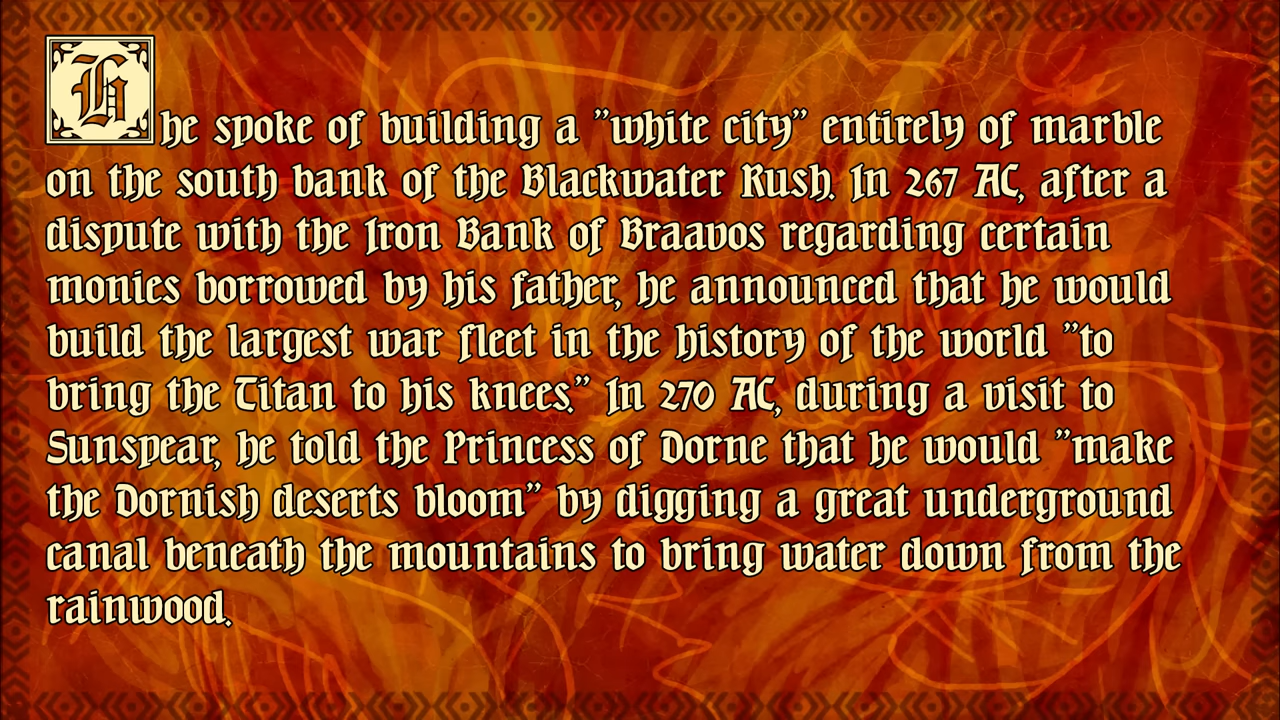 Hhe spoke of building a "white city" entirely of marble
on the south bank of the Blackwater Rush. In 267 AC, after a
dispute with the Iron Bank of Braavos regarding certain
monies borrowed by his father, he announced that he would
build the largest war fleet in the history of the world "to
bring the Titan to his knees." In 270 AC, during a visit to
Sunspear, he told the Princess of Dorne that he would "make
the Dornish deserts bloom" by digging a great underground
canal beneath the mountains to bring water down from the
rainwood.